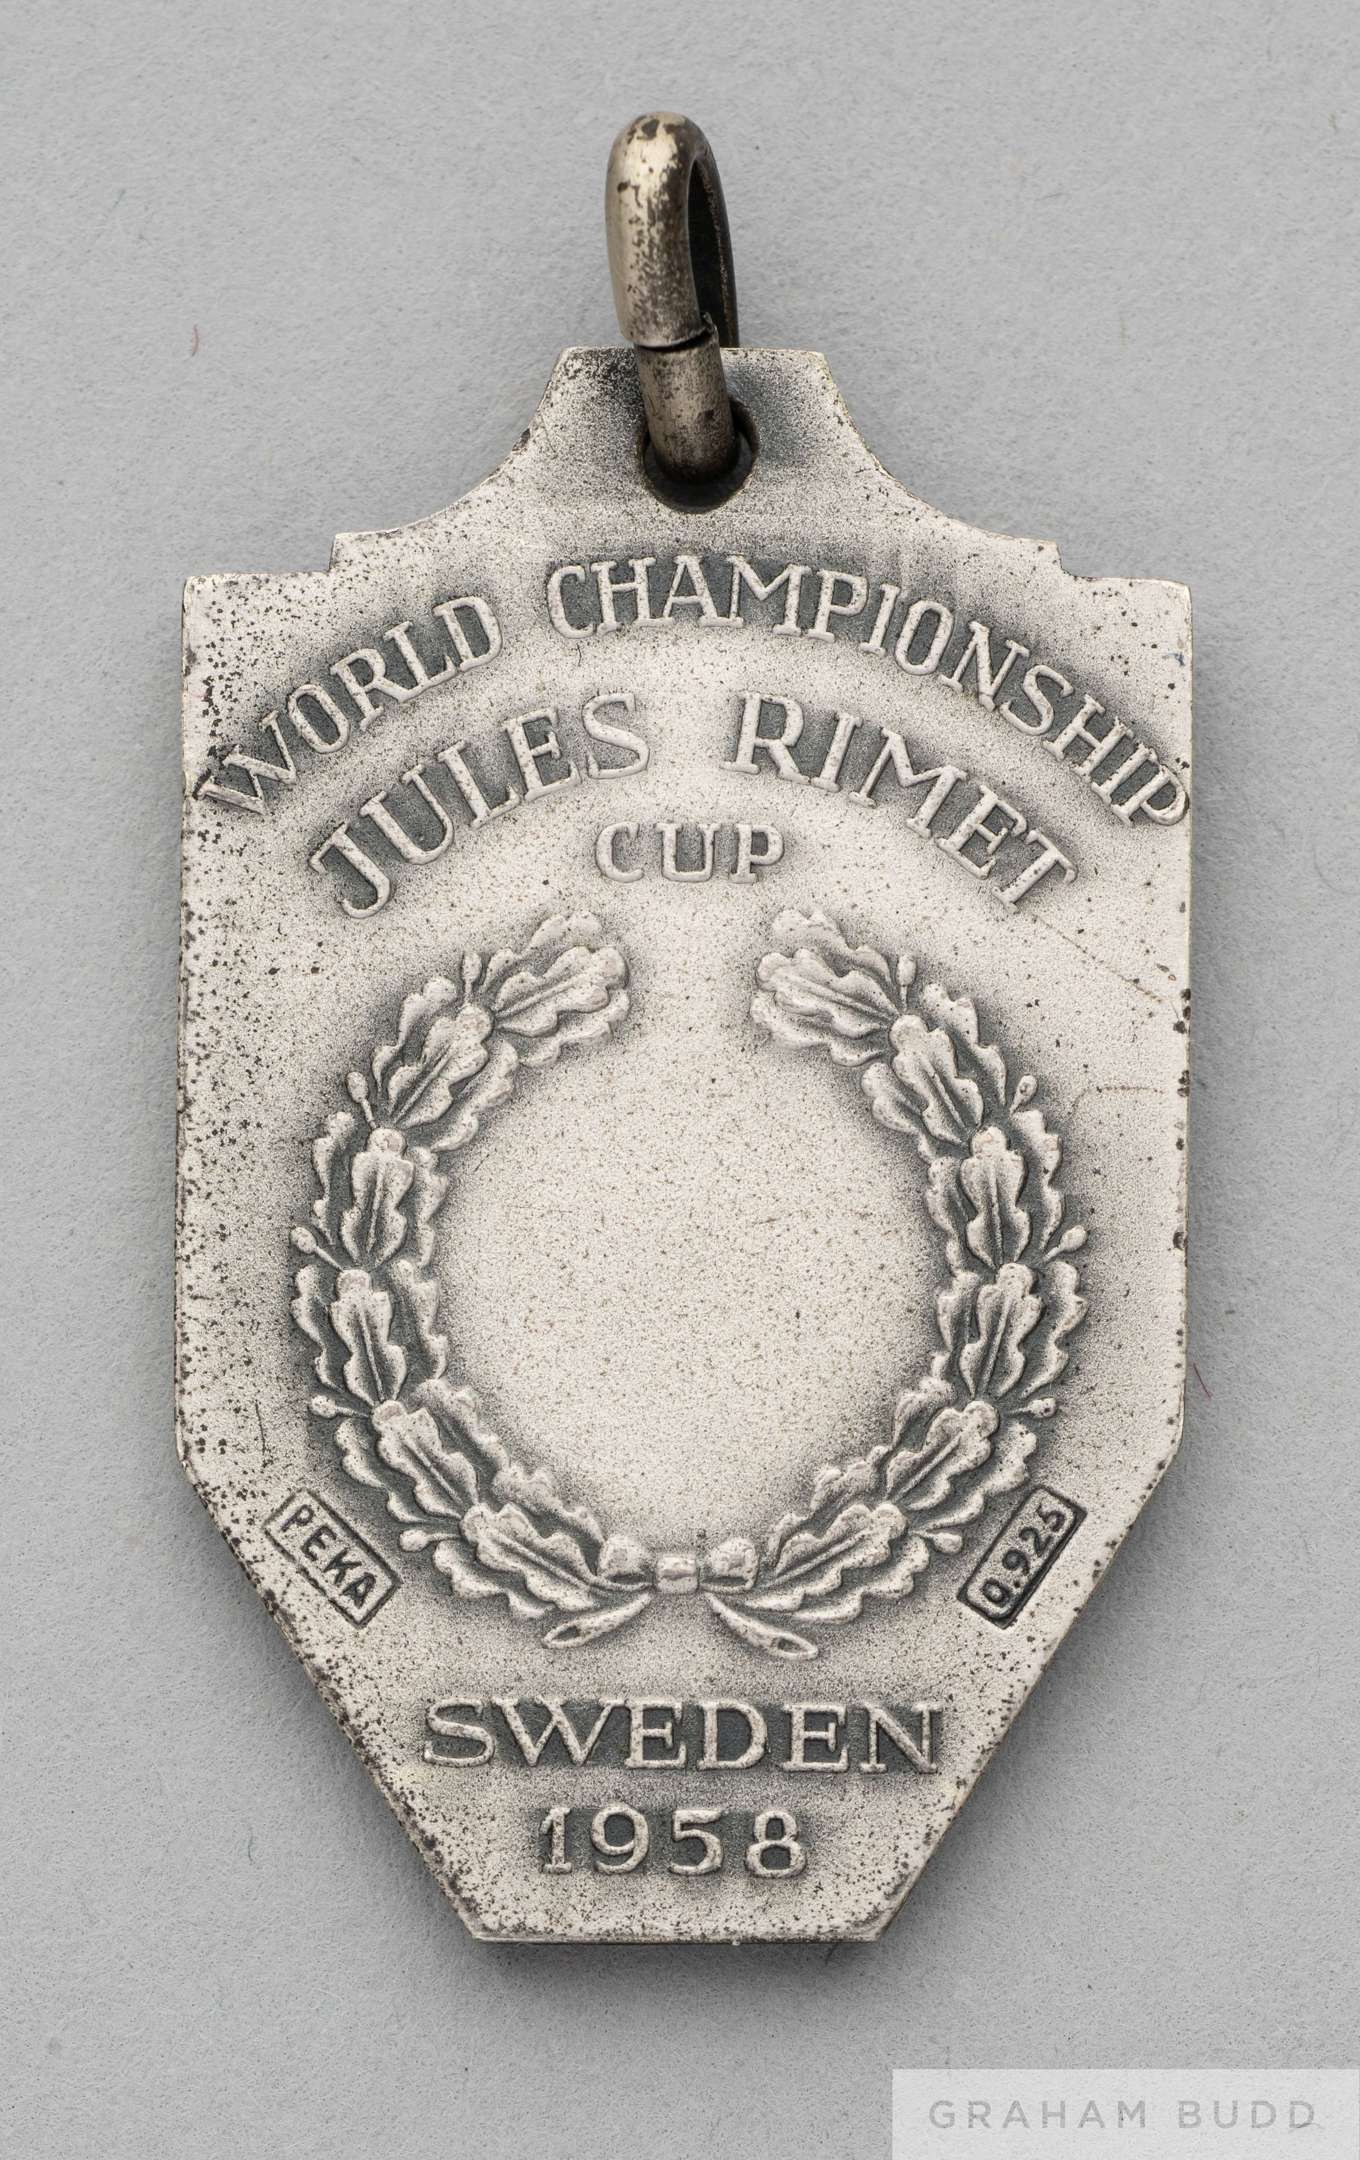 WORLD CHAMPIONSHIP
JULES RIMET
CUP
PEKA
0.925
SWEDEN
1958
GRAHAM BUDD